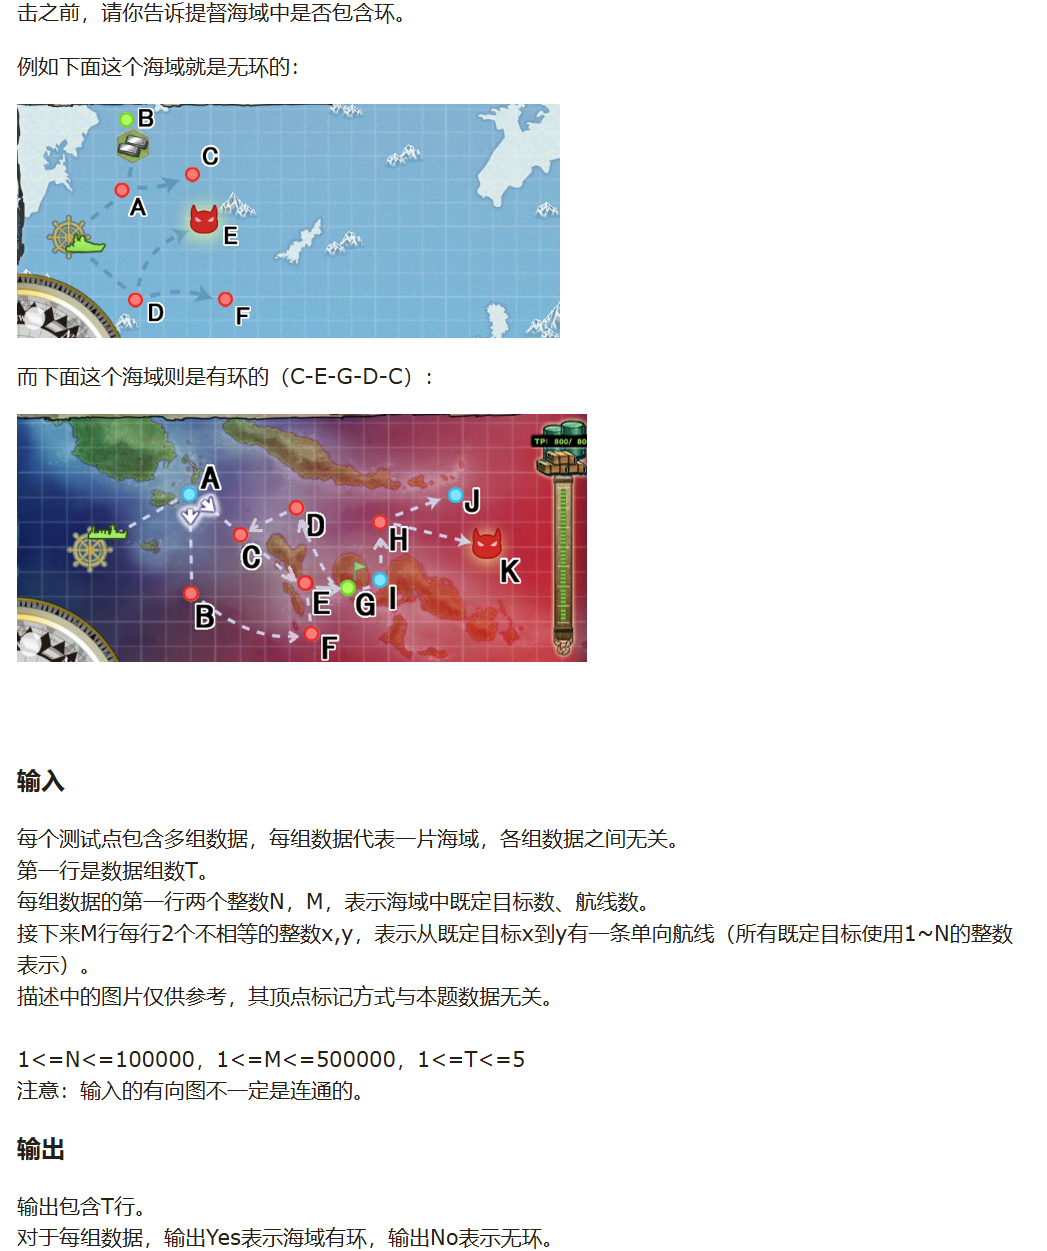 击之前，请你告诉提督海域中是否包含环。
例如下面这个海域就是无环的：
B
C
A
E
D
F
而下面这个海域则是有环的（C-E-G-D-C）：
TP: 800/ 80
A
J
D
H
C
K
E
G
I
B
F
输入
每个测试点包含多组数据，每组数据代表一片海域，各组数据之间无关。
第一行是数据组数T。
每组数据的第一行两个整数N，M，表示海域中既定目标数、航线数。
接下来M行每行2个不相等的整数x,y，表示从既定目标x到y有一条单向航线（所有既定目标使用1~N的整数
表示）。
描述中的图片仅供参考，其顶点标记方式与本题数据无关。
1<=N<=100000，1<=M<=500000，1<=T<=5
注意：输入的有向图不一定是连通的。
输出
输出包含T行。
对于每组数据，输出Yes表示海域有环，输出No表示无环。